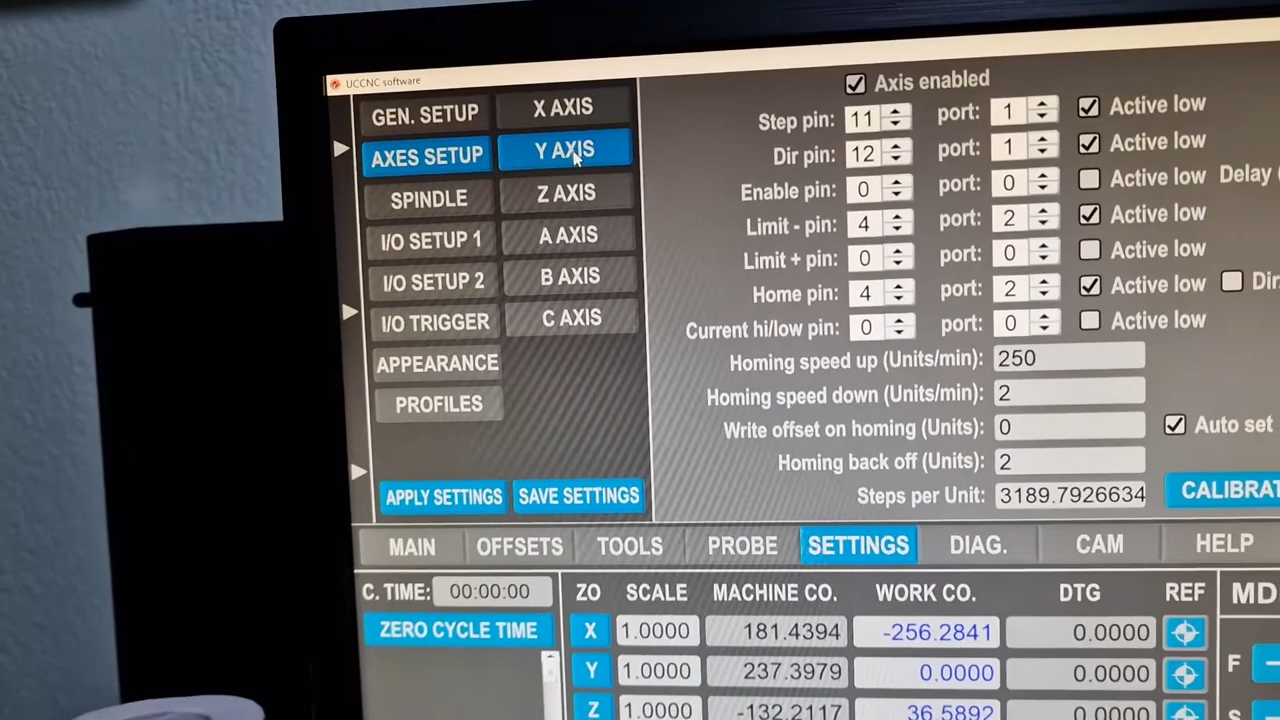 UCCNC software
GEN. SETUP
AXES SETUP
SPINDLE
I/O SETUP 1
I/O SETUP 2
I/O TRIGGER
APPEARANCE
PROFILES
X AXIS
Y AXIS
Z AXIS
A AXIS
B AXIS
C AXIS
APPLY SETTINGS SAVE SETTINGS
Axis enabled
Step pin: 11 port: 1 Active low
Dir pin: 12 port: 1 Active low
Enable pin: 0 port: 0 Active low Delay (
Limit - pin: 4 port: 2 Active low
Limit + pin: 0 port: 0 Active low
Home pin: 4 port: 2 Active low Dir
Current hi/low pin: 0 port: 0 Active low
Homing speed up (Units/min): 250
Homing speed down (Units/min): 2
Write offset on homing (Units): 0 Auto set
Homing back off (Units): 2
Steps per Unit: 3189.7926634 CALIBRAT
MAIN OFFSETS TOOLS PROBE SETTINGS DIAG. CAM HELP
C. TIME: 00:00:00
ZERO CYCLE TIME
ZO SCALE MACHINE CO. WORK CO. DTG REF
X 1.0000 181.4394 -256.2841 0.0000
Y 1.0000 237.3979 0.0000 0.0000
Z 1.0000 -132.2117 36.5892 0.0000
MD
F
S